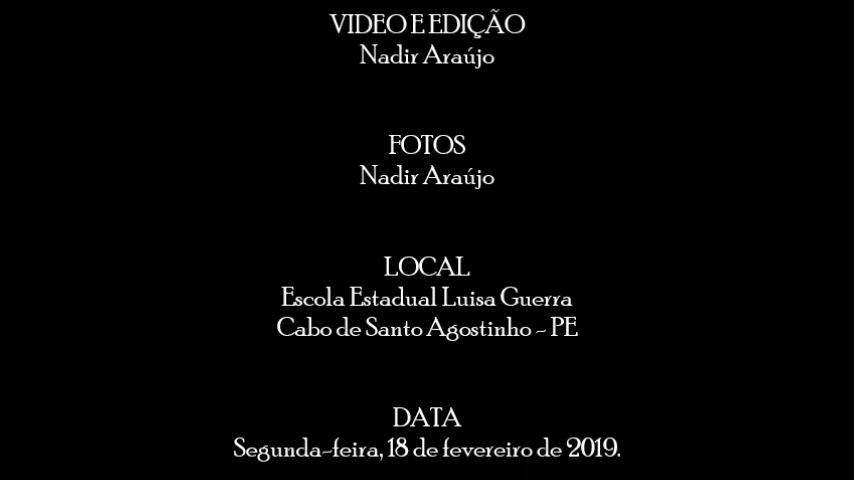 VIDEO E EDIÇÃO
Nadir Araújo
FOTOS
Nadir Araújo
LOCAL
Escola Estadual Luisa Guerra
Cabo de Santo Agostinho - PE
DATA
Segunda-feira, 18 de fevereiro de 2019.